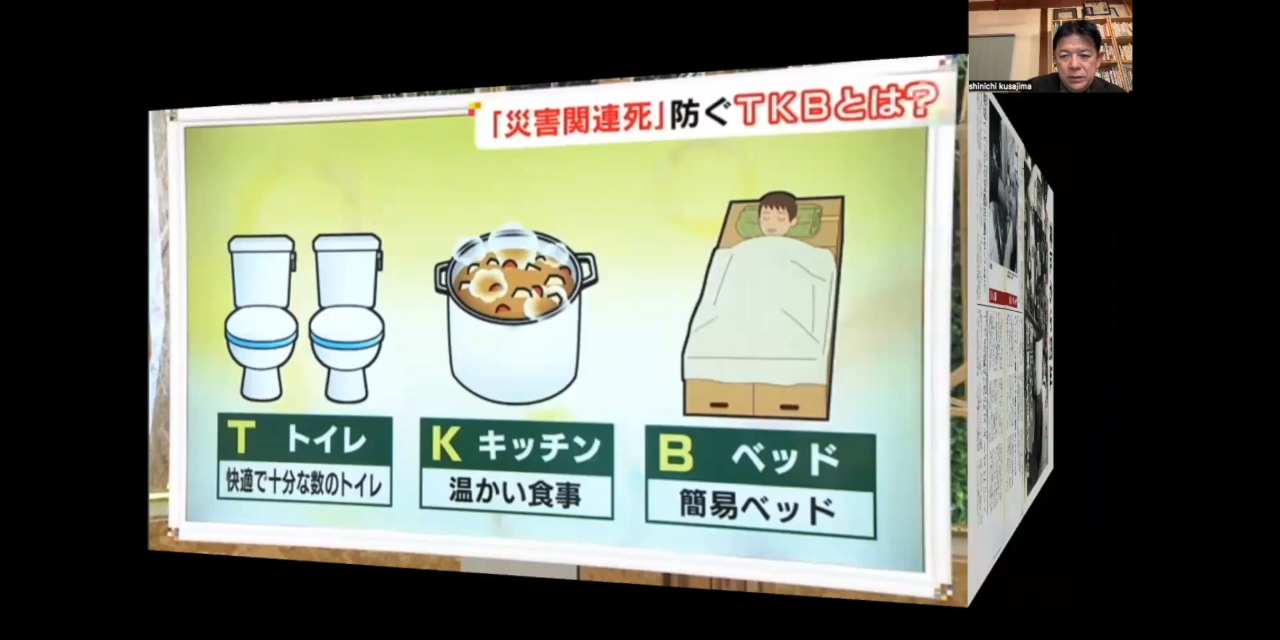 shinichi kusajima
「災害関連死」防ぐTKBとは?
T トイレ
快適で十分な数のトイレ
K キッチン
温かい食事
B ベッド
簡易ベッド